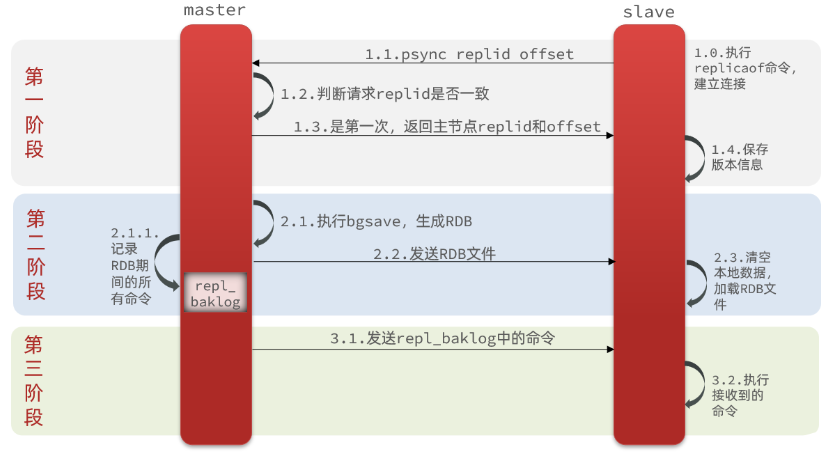 master
slave
第一阶段
1.0.执行
replicaof命令,
建立连接
1.1.psync replid offset
1.2.判断请求replid是否一致
1.3.是第一次，返回主节点replid和offset
1.4.保存
版本信息
第二阶段
2.1.执行bgsave，生成RDB
2.1.1.
记录
RDB期
间的所
有命令
repl_
baklog
2.2.发送RDB文件
2.3.清空
本地数据，
加载RDB文
件
第三阶段
3.1.发送repl_baklog中的命令
3.2.执行
接收到的
命令